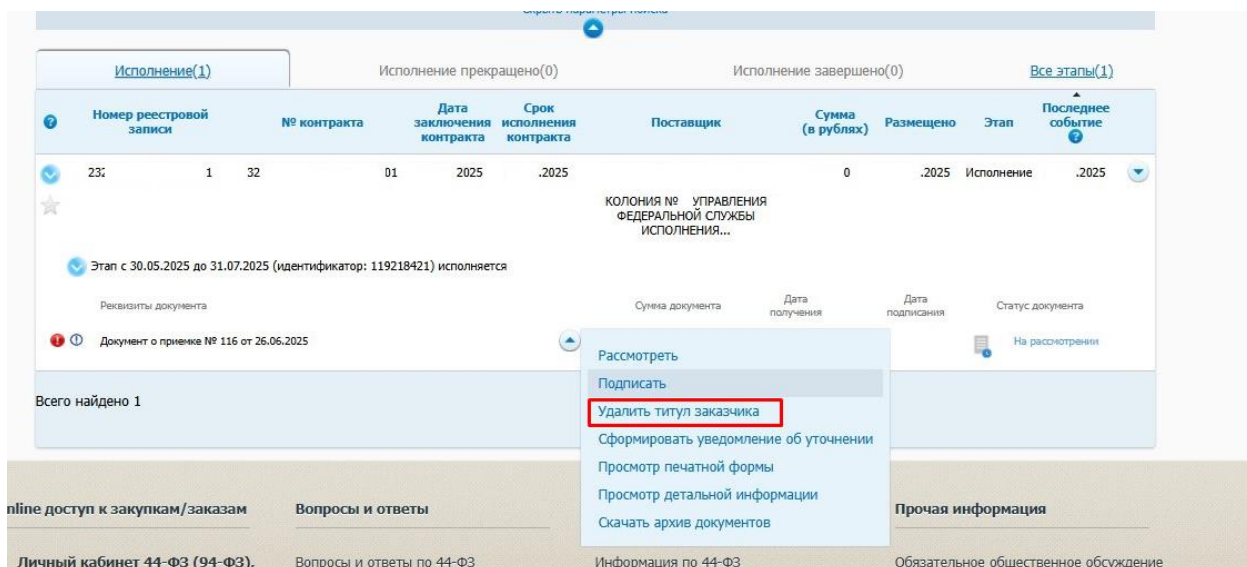 Скрыть параметры поиска
Исполнение(1)
Исполнение прекращено(0)
Исполнение завершено(0)
Все этапы(1)
Номер реестровой записи
№ контракта
Дата заключения контракта
Срок исполнения контракта
Поставщик
Сумма (в рублях)
Размещено
Этап
Последнее событие
232 1 32 01 2025 .2025 0 .2025 Исполнение .2025
КОЛОНИЯ № УПРАВЛЕНИЯ
ФЕДЕРАЛЬНОЙ СЛУЖБЫ
ИСПОЛНЕНИЯ...
Этап с 30.05.2025 до 31.07.2025 (идентификатор: 119218421) исполняется
Реквизиты документа
Сумма документа
Дата получения
Дата подписания
Статус документа
Документ о приемке № 116 от 26.06.2025
На рассмотрении
Рассмотреть
Подписать
Удалить титул заказчика
Сформировать уведомление об уточнении
Просмотр печатной формы
Просмотр детальной информации
Скачать архив документов
Всего найдено 1
nline доступ к закупкам/заказам
Вопросы и ответы
Прочая информация
Личный кабинет 44-ФЗ (94-ФЗ).
Вопросы и ответы по 44-ФЗ
Информация по 44-ФЗ
Обязательное общественное обсуждение